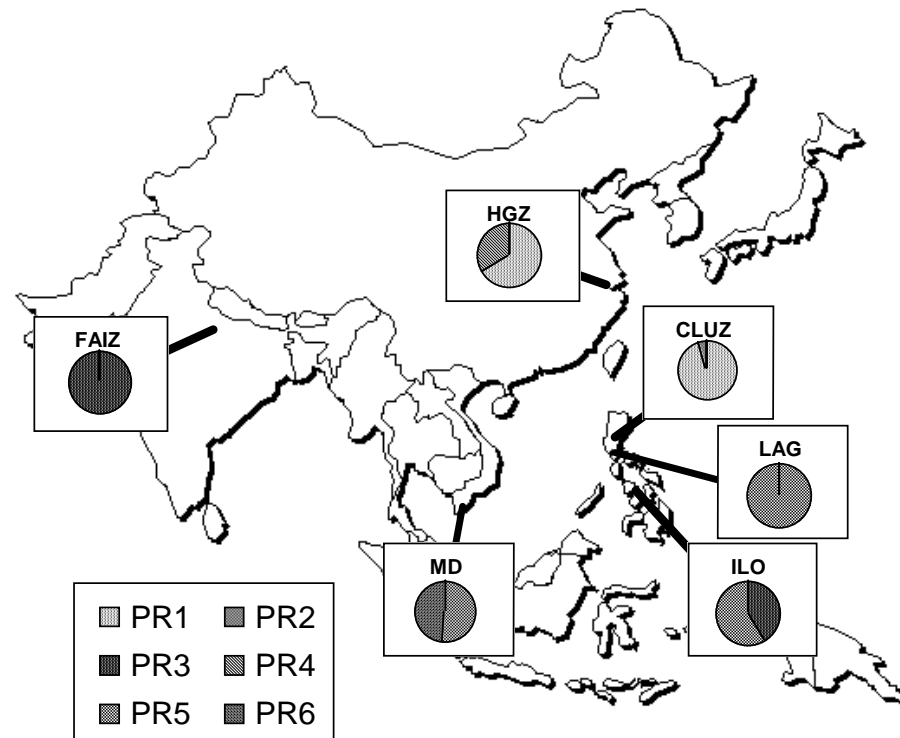 HGZ
FAIZ
CLUZ
LAG
MD
ILO
PR1 PR2
PR3 PR4
PR5 PR6